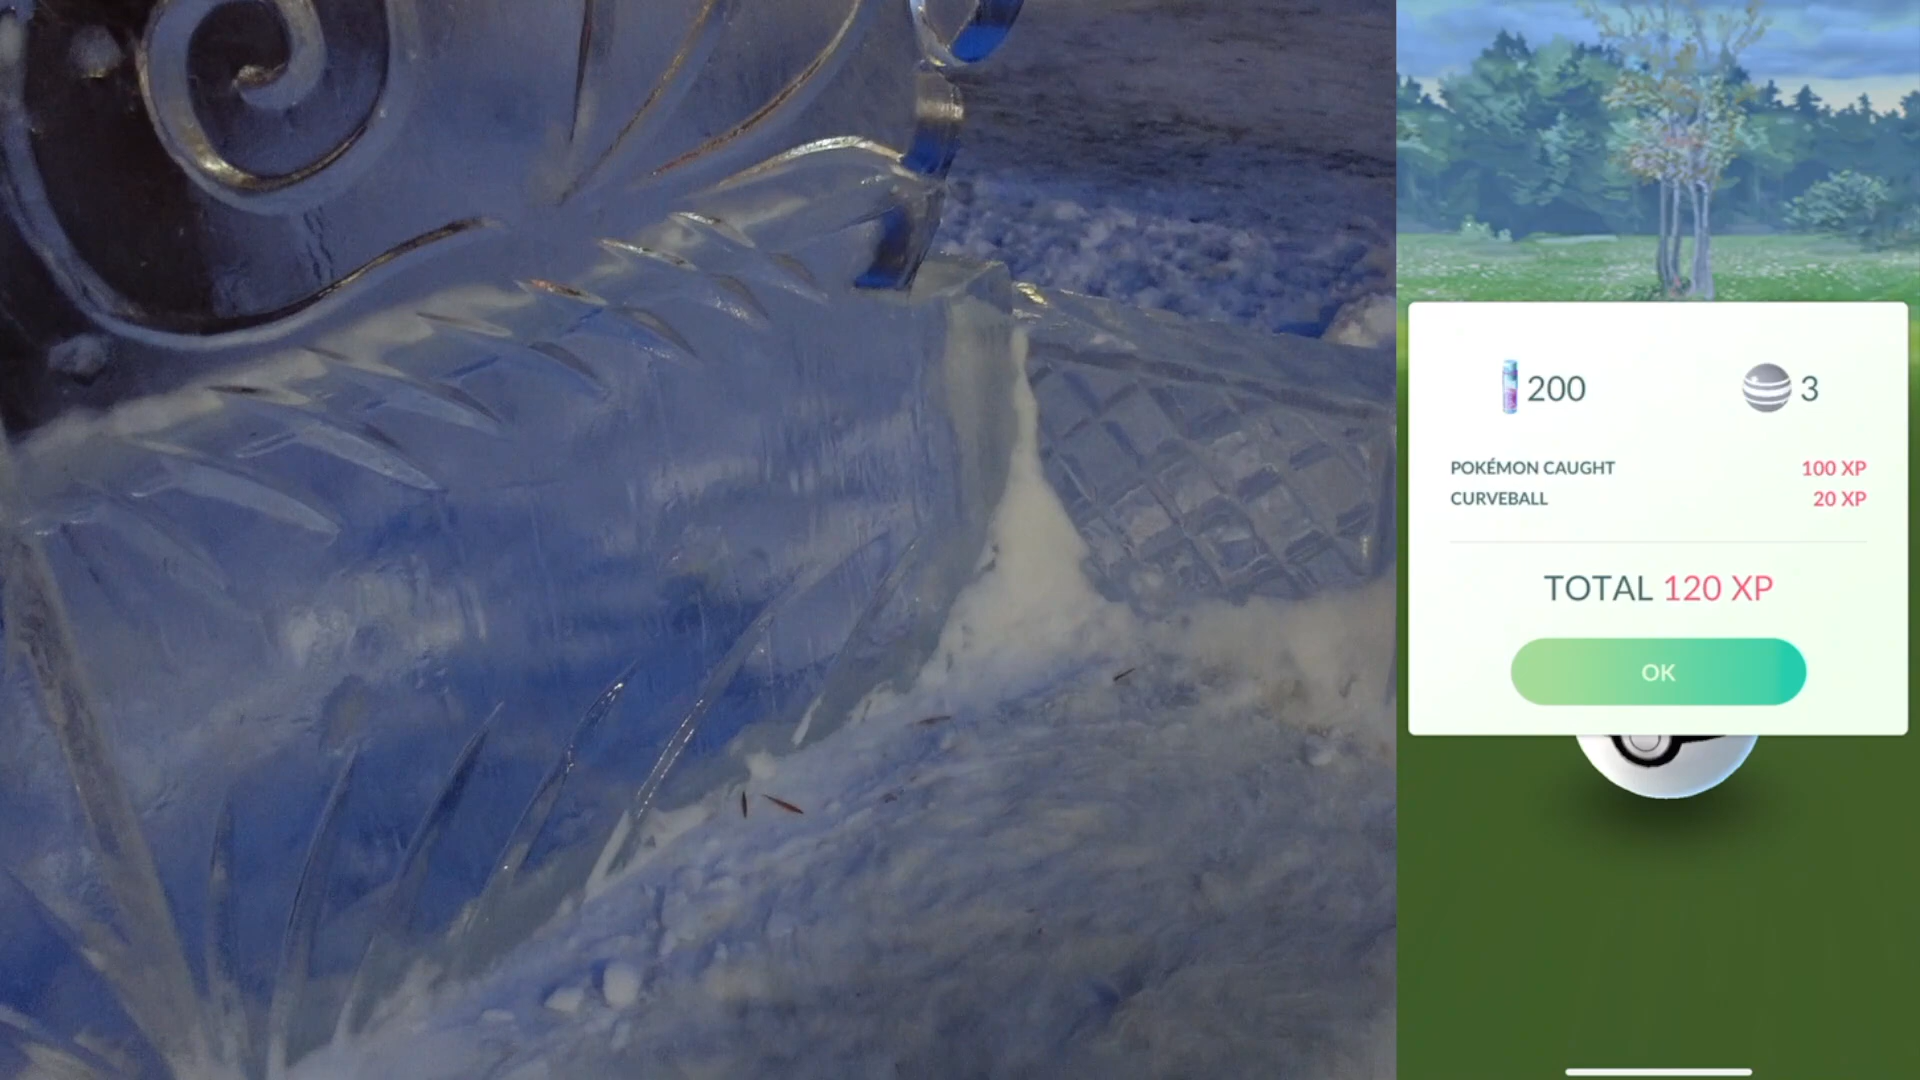 200
3
POKÉMON CAUGHT 100 XP
CURVEBALL 20 XP
TOTAL 120 XP
OK